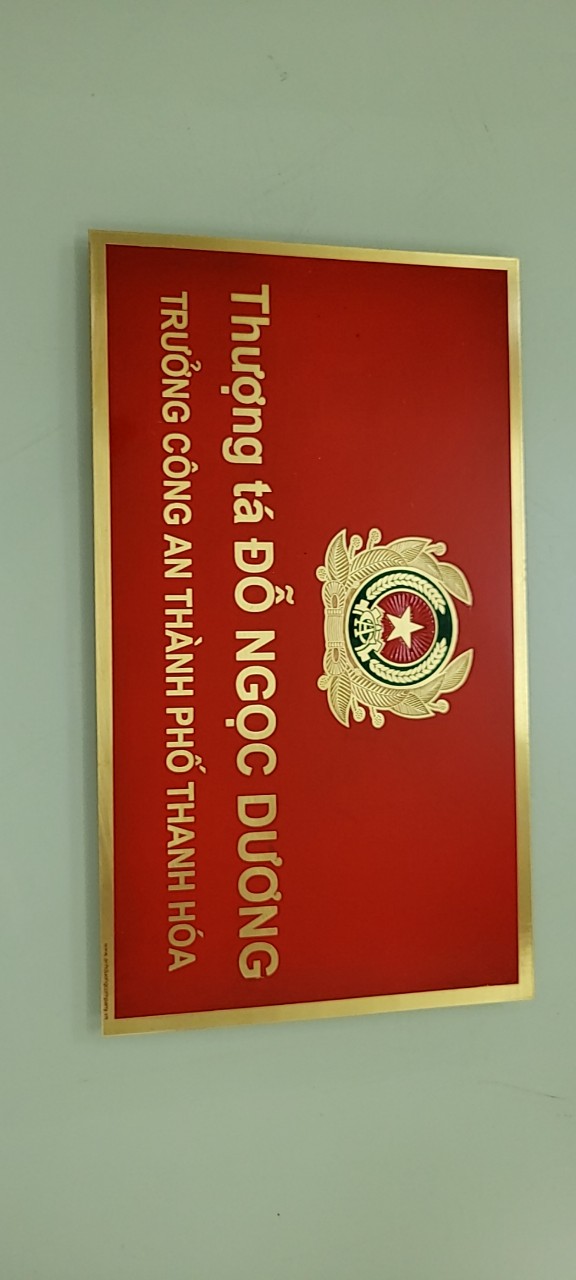 Thượng tá ĐỖ NGỌC DƯƠNG
TRƯỞNG CÔNG AN THÀNH PHỐ THANH HÓA